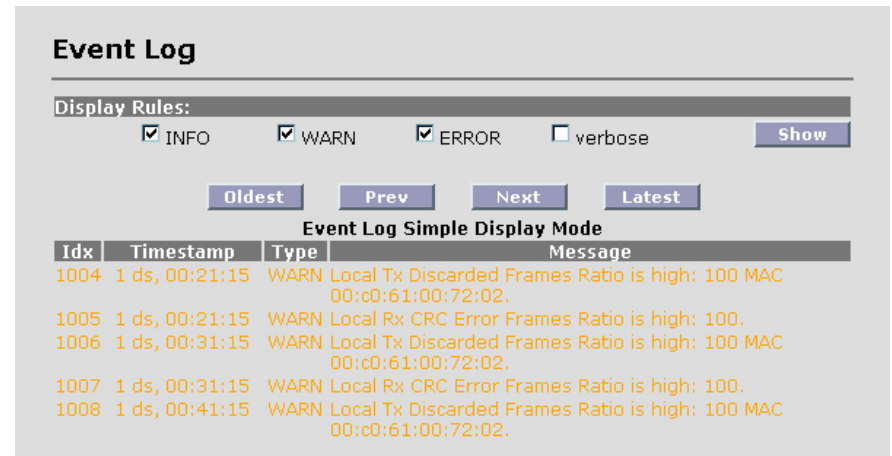 Event Log
Display Rules:
INFO WARN ERROR verbose Show
Oldest Prev Next Latest
Event Log Simple Display Mode
Idx Timestamp Type Message
1004 1 ds, 00:21:15 WARN Local Tx Discarded Frames Ratio is high: 100 MAC
00:c0:61:00:72:02.
1005 1 ds, 00:21:15 WARN Local Rx CRC Error Frames Ratio is high: 100.
1006 1 ds, 00:31:15 WARN Local Tx Discarded Frames Ratio is high: 100 MAC
00:c0:61:00:72:02.
1007 1 ds, 00:31:15 WARN Local Rx CRC Error Frames Ratio is high: 100.
1008 1 ds, 00:41:15 WARN Local Tx Discarded Frames Ratio is high: 100 MAC
00:c0:61:00:72:02.